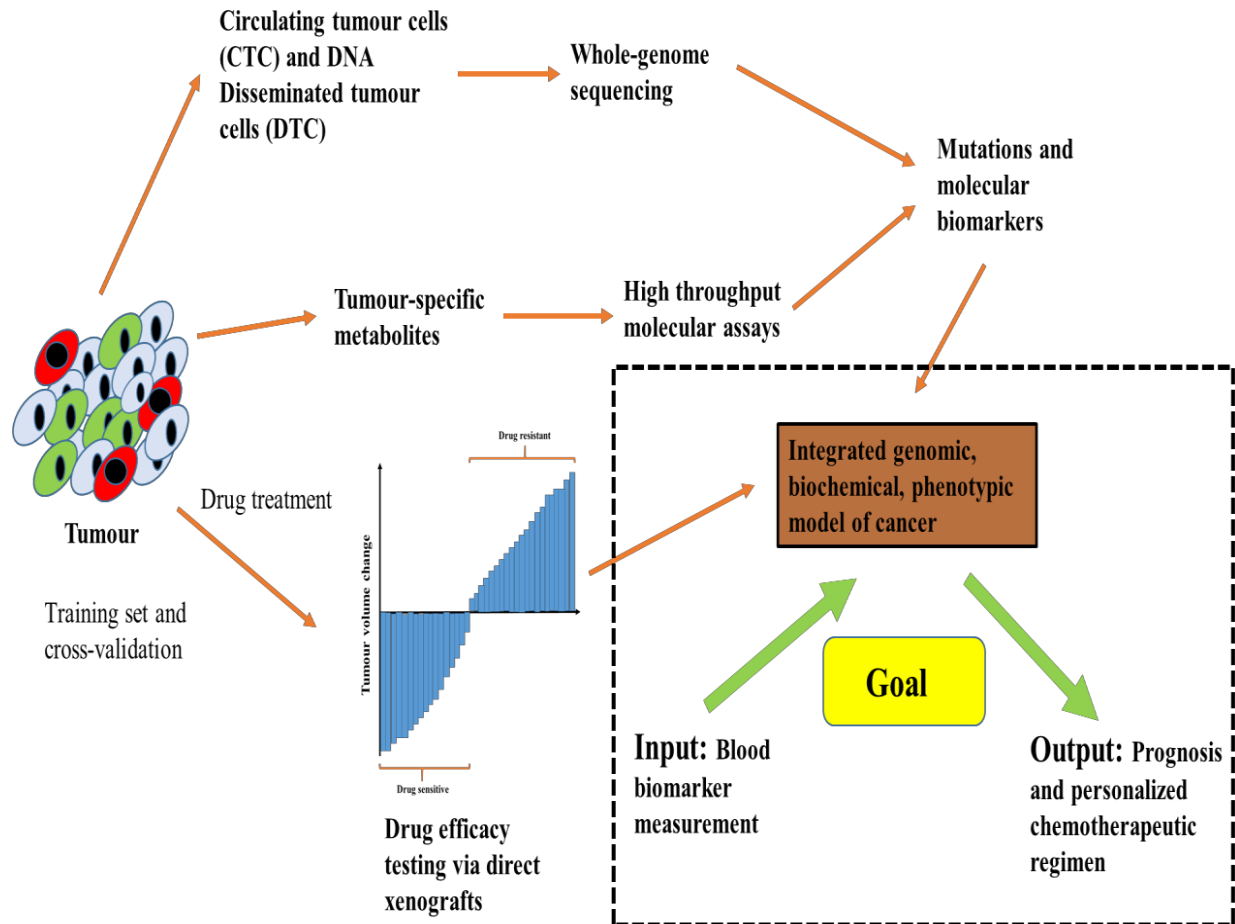 Circulating tumour cells
(CTC) and DNA
Disseminated tumour
cells (DTC)
Whole-genome
sequencing
Mutations and
molecular
biomarkers
Tumour-specific
metabolites
High throughput
molecular assays
Tumour
Drug treatment
Training set and
cross-validation
Drug resistant
Tumour volume change
Drug sensitive
Drug efficacy
testing via direct
xenografts
Integrated genomic,
biochemical, phenotypic
model of cancer
Goal
Input: Blood
biomarker
measurement
Output: Prognosis
and personalized
chemotherapeutic
regimen